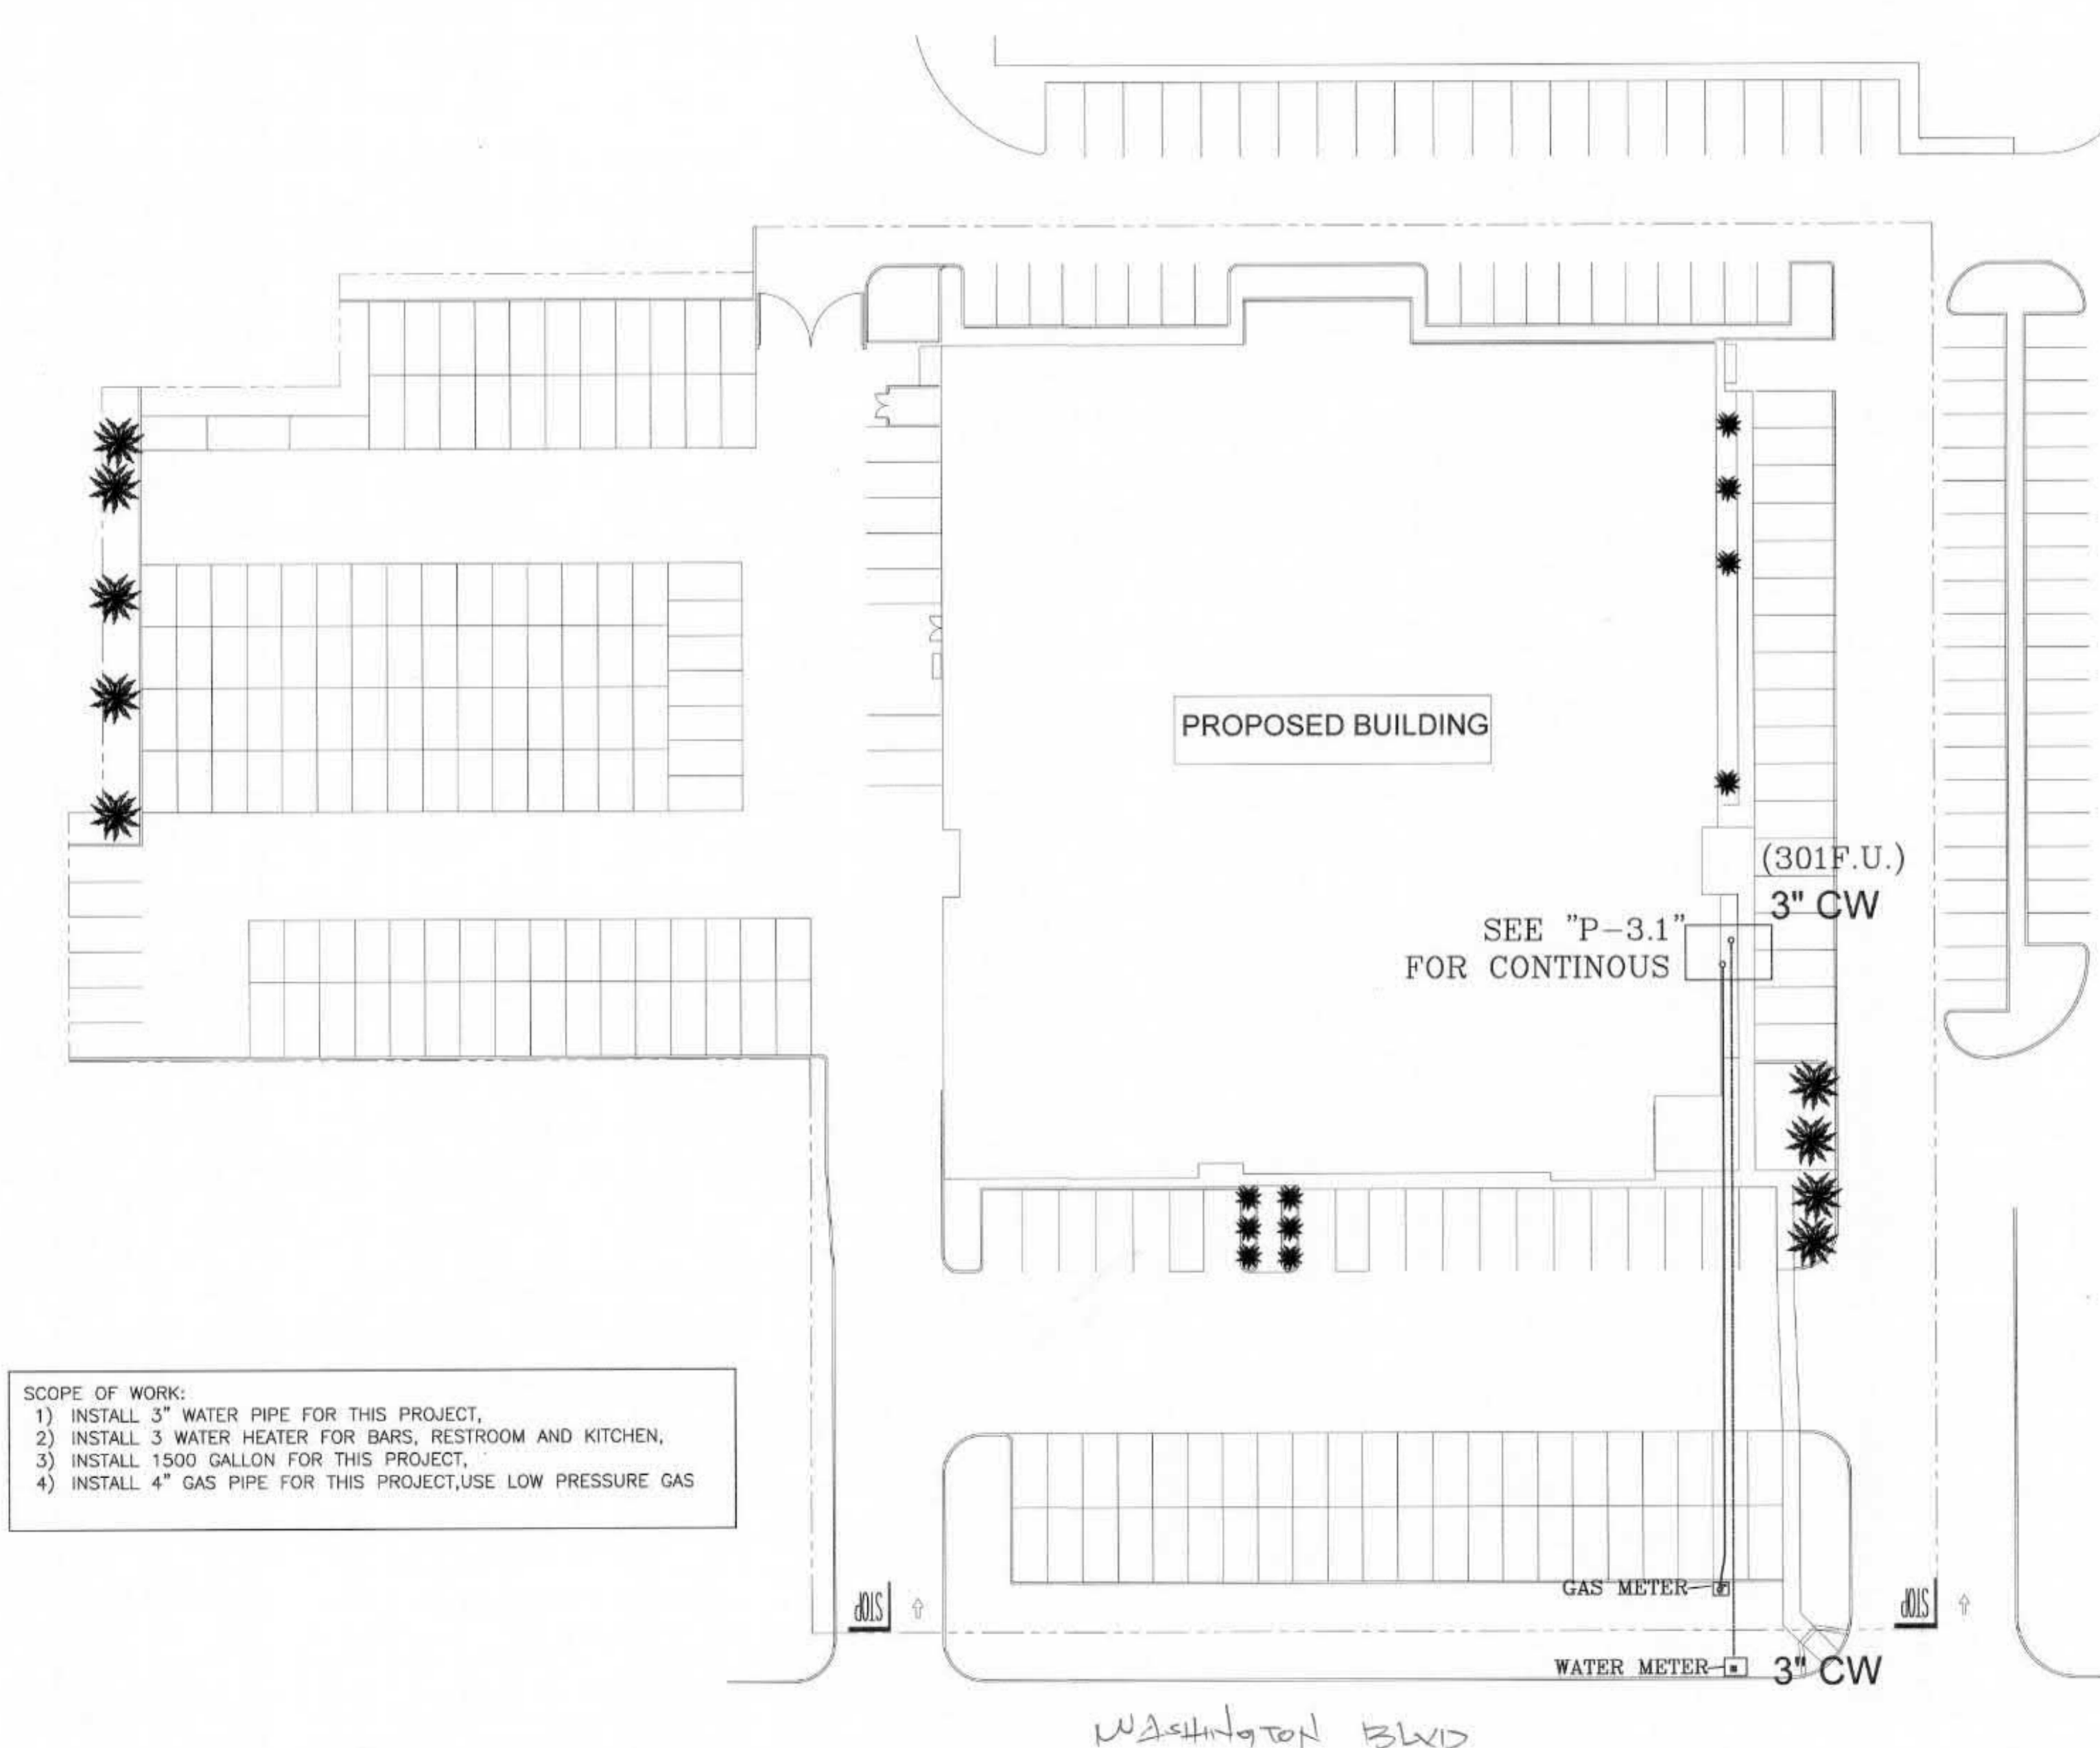 PROPOSED BUILDING
(301F.U.)
3" CW
SEE "P-3.1"
FOR CONTINOUS
SCOPE OF WORK:
1) INSTALL 3" WATER PIPE FOR THIS PROJECT,
2) INSTALL 3 WATER HEATER FOR BARS, RESTROOM AND KITCHEN,
3) INSTALL 1500 GALLON FOR THIS PROJECT,
4) INSTALL 4" GAS PIPE FOR THIS PROJECT,USE LOW PRESSURE GAS
GAS METER
STOP
STOP
WATER METER
3" CW
WASHINGTON BLVD